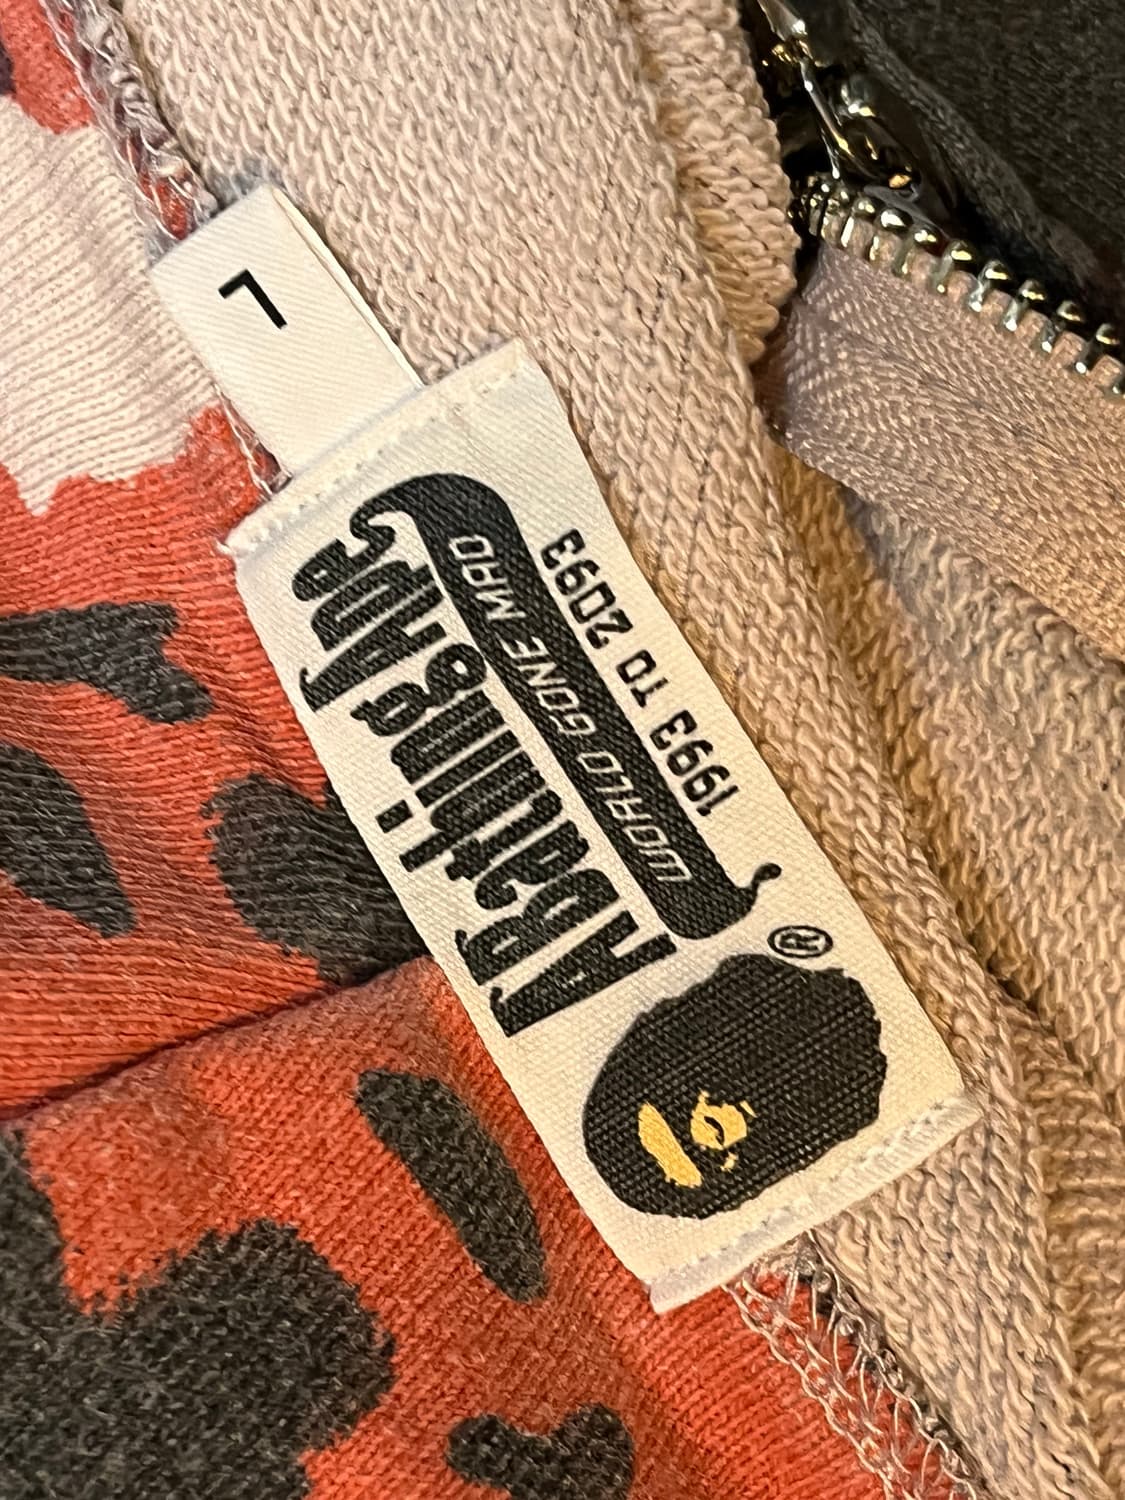 L
A Bathing Ape
WORLD GONE MAD
1993 TO 2093
®